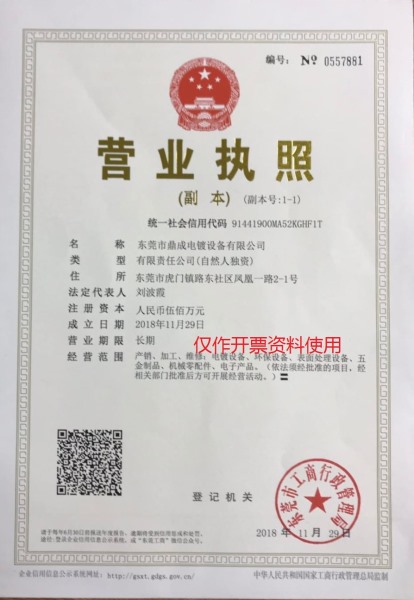 编号: № 0557881
营业执照
(副 本) (副本号:1-1)
统一社会信用代码 91441900MA52KGHF1T
名 称 东莞市鼎成电镀设备有限公司
类 型 有限责任公司(自然人独资)
住 所 东莞市虎门镇路东社区凤凰一路2-1号
法定代表人 刘波霞
注册资本 人民币伍佰万元
成立日期 2018年11月29日
营业期限 长期
仅作开票资料使用
经营范围 产销、加工、维修：电镀设备、环保设备、表面处理设备、五
金制品、机械零配件、电子产品。（依法须经批准的项目，经
相关部门批准后方可开展经营活动。）
登记机关
东莞市工商行政管理局
2018 年 11 月 29 日
企业信用信息公示系统网址: http://gsxt.gdgs.gov.cn/
中华人民共和国国家工商行政管理总局监制